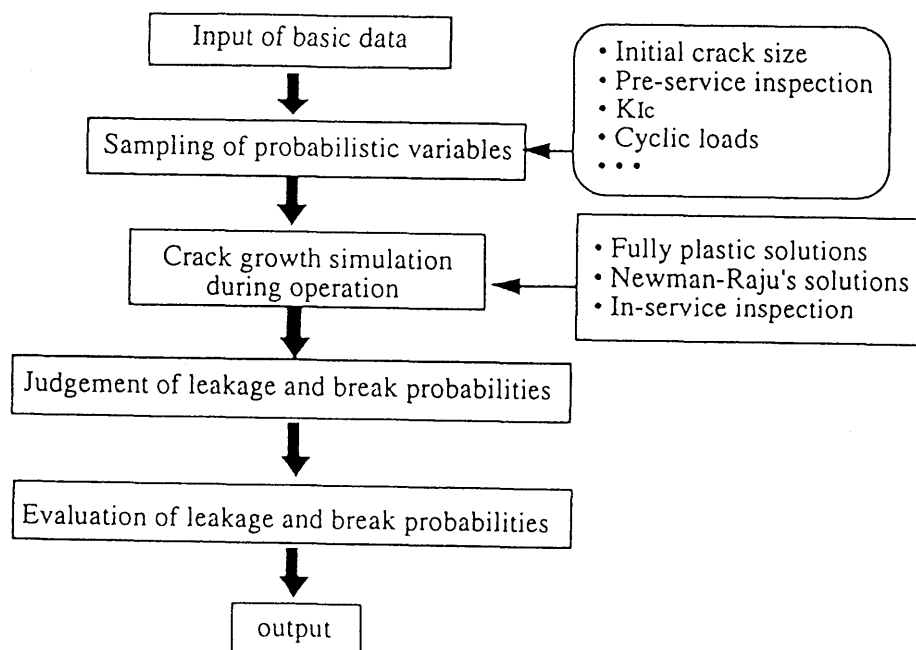 Input of basic data
• Initial crack size
• Pre-service inspection
• KIc
• Cyclic loads
• • •
Sampling of probabilistic variables
Crack growth simulation
during operation
• Fully plastic solutions
• Newman-Raju's solutions
• In-service inspection
Judgement of leakage and break probabilities
Evaluation of leakage and break probabilities
output